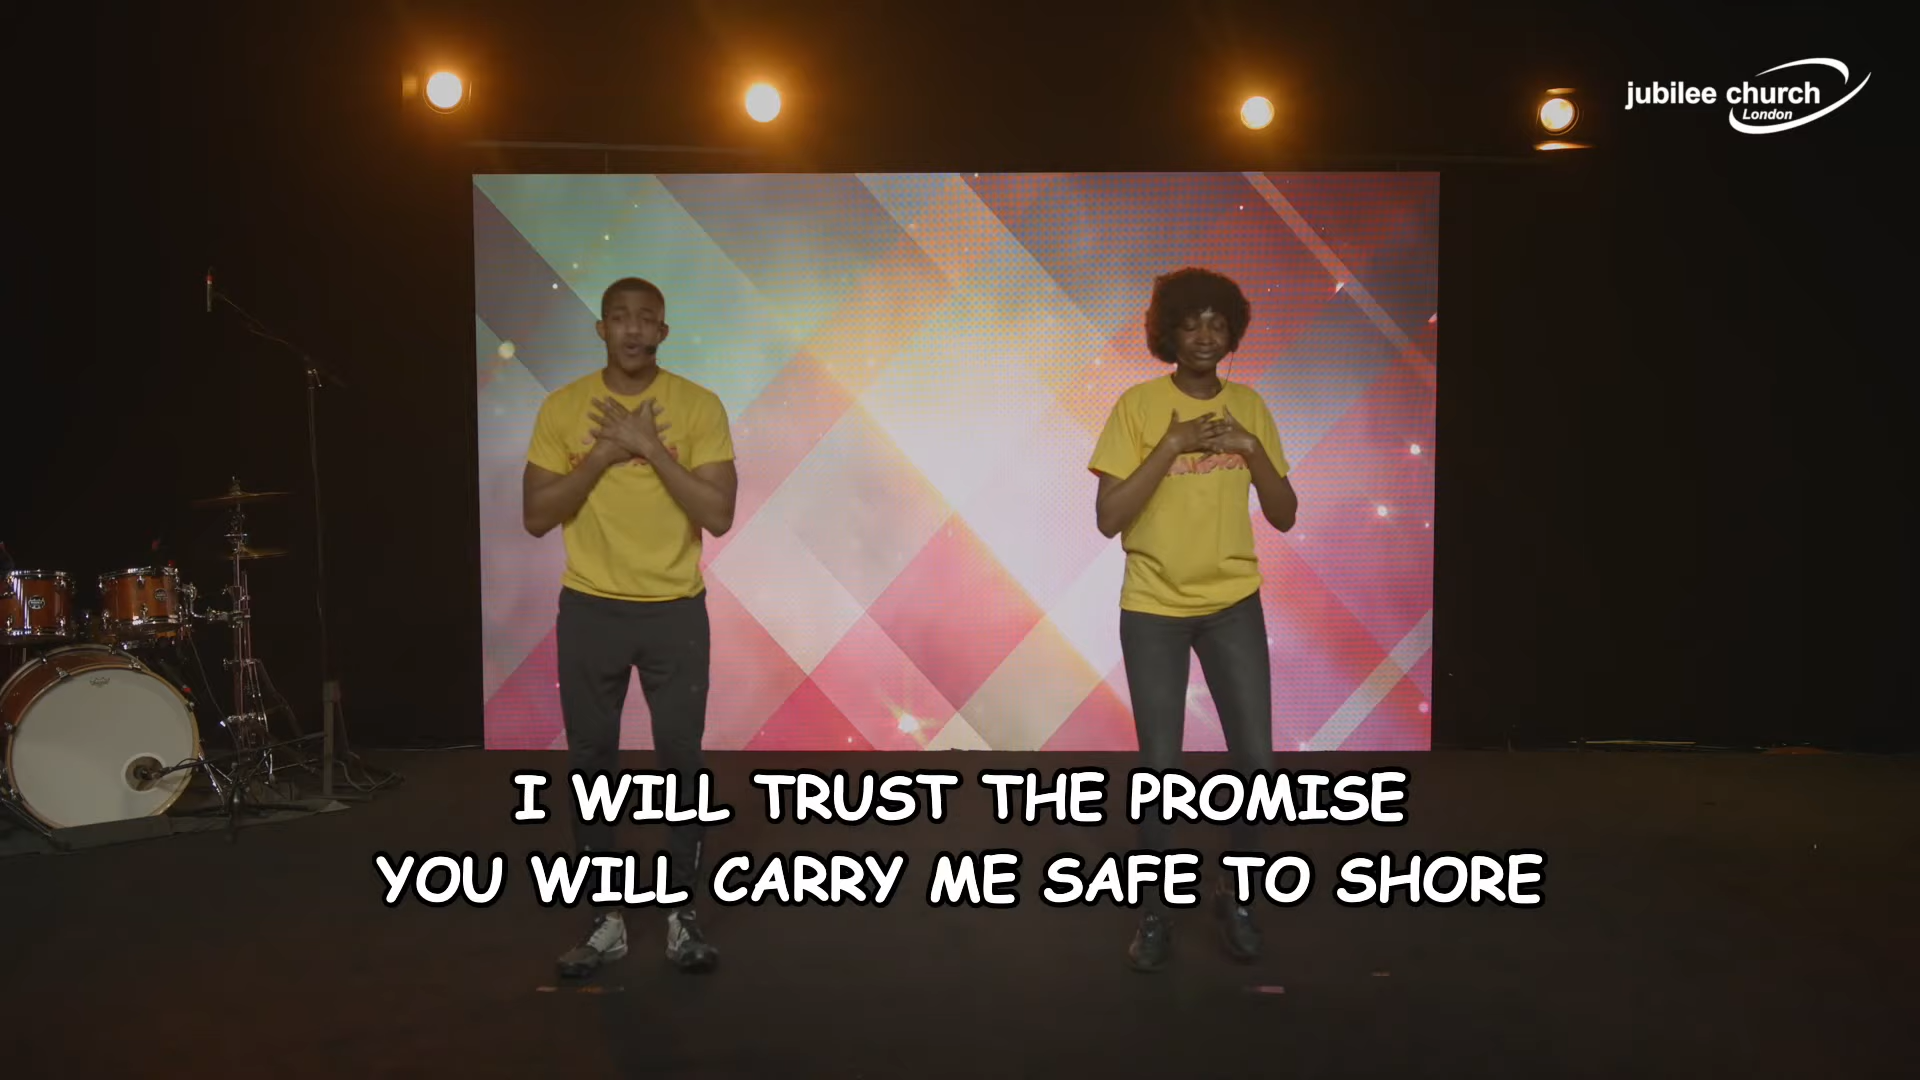 jubilee church
London
I WILL TRUST THE PROMISE
YOU WILL CARRY ME SAFE TO SHORE